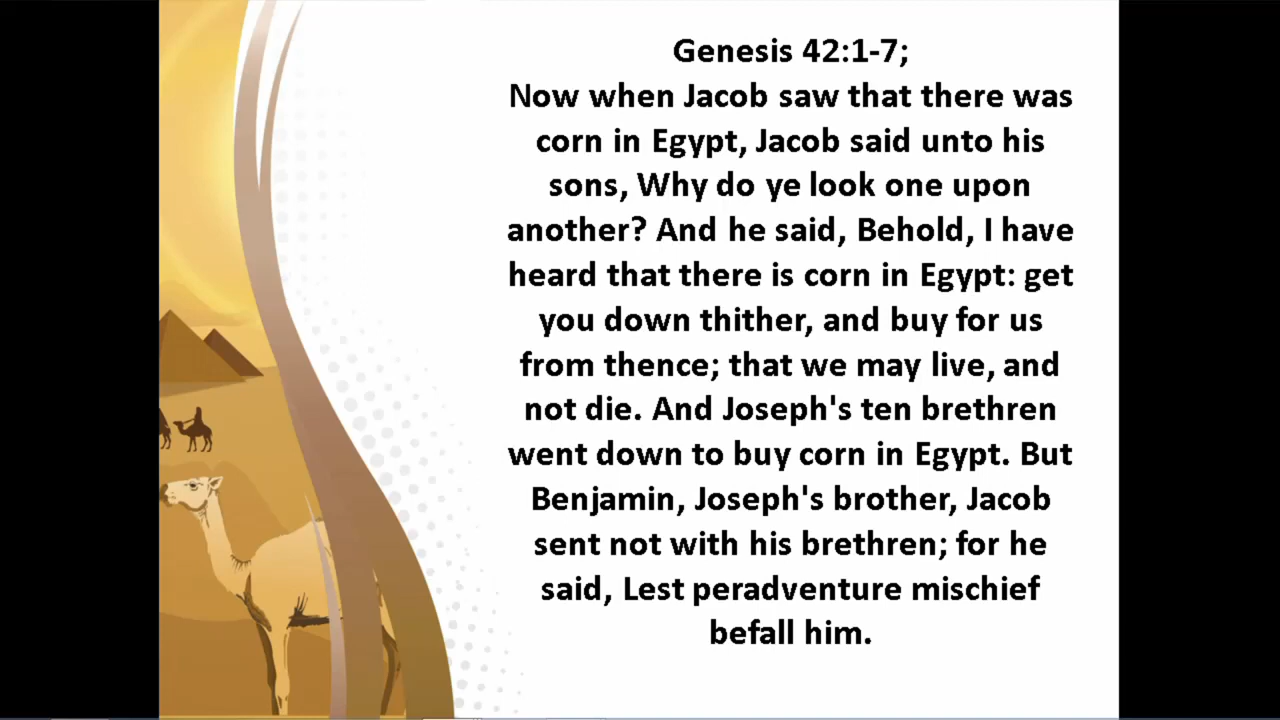 Genesis 42:1-7;
Now when Jacob saw that there was
corn in Egypt, Jacob said unto his
sons, Why do ye look one upon
another? And he said, Behold, I have
heard that there is corn in Egypt: get
you down thither, and buy for us
from thence; that we may live, and
not die. And Joseph's ten brethren
went down to buy corn in Egypt. But
Benjamin, Joseph's brother, Jacob
sent not with his brethren; for he
said, Lest peradventure mischief
befall him.